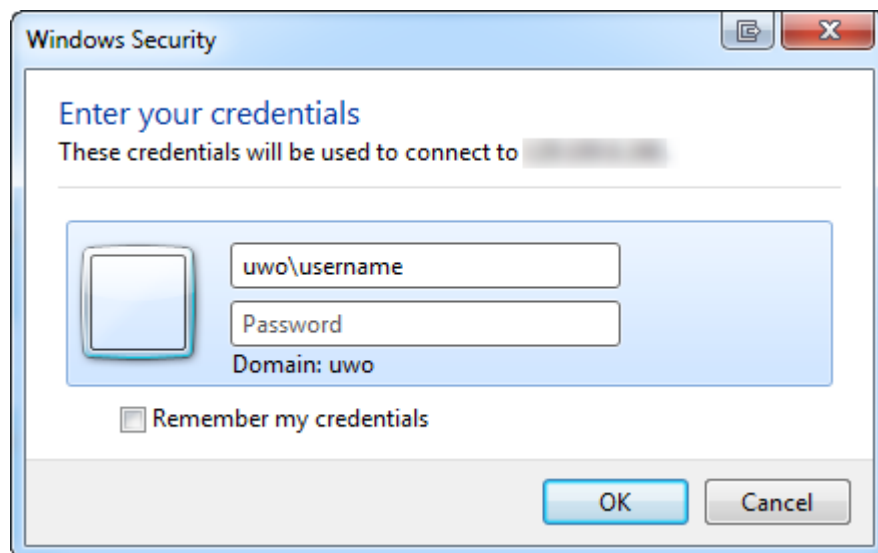 Windows Security
Enter your credentials
These credentials will be used to connect to
uwo\username
Password
Domain: uwo
Remember my credentials
OK
Cancel